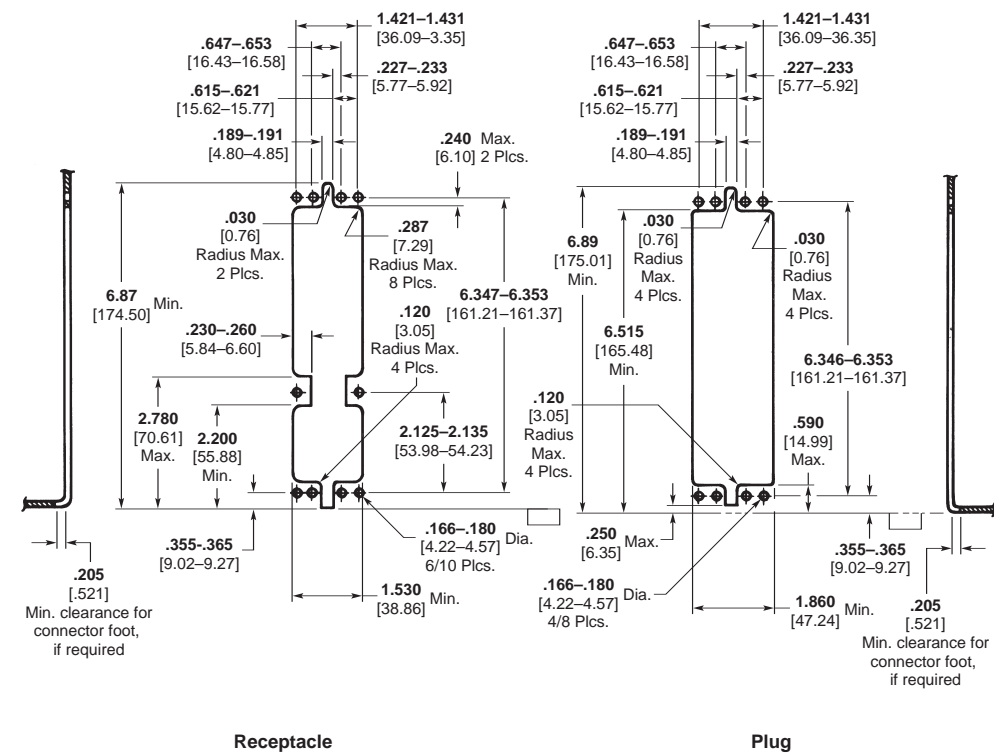 1.421–1.431
[36.09–3.35]
.647–.653
[16.43–16.58]
.227–.233
[5.77–5.92]
.615–.621
[15.62–15.77]
.189–.191
[4.80–4.85]
.240 Max.
[6.10] 2 Plcs.
.030
[0.76]
Radius Max.
2 Plcs.
.287
[7.29]
Radius Max.
8 Plcs.
6.87
[174.50] Min.
6.347–6.353
[161.21–161.37]
.230–.260
[5.84–6.60]
.120
[3.05]
Radius Max.
4 Plcs.
2.780
[70.61]
Max.
2.200
[55.88]
Min.
2.125–2.135
[53.98–54.23]
.355-.365
[9.02–9.27]
.166–.180
[4.22–4.57] Dia.
6/10 Plcs.
.205
[.521]
Min. clearance for
connector foot,
if required
1.530
[38.86] Min.
Receptacle
1.421–1.431
[36.09–36.35]
.647–.653
[16.43–16.58]
.227–.233
[5.77–5.92]
.615–.621
[15.62–15.77]
.189–.191
[4.80–4.85]
6.89
[175.01]
Min.
.030
[0.76]
Radius
Max.
4 Plcs.
.030
[0.76]
Radius
Max.
4 Plcs.
6.515
[165.48]
Min.
6.346–6.353
[161.21–161.37]
.120
[3.05]
Radius
Max.
4 Plcs.
.590
[14.99]
Max.
.250
[6.35] Max.
.355-.365
[9.02–9.27]
.166–.180
[4.22–4.57] Dia.
4/8 Plcs.
1.860
[47.24] Min.
.205
[.521]
Min. clearance for
connector foot,
if required
Plug